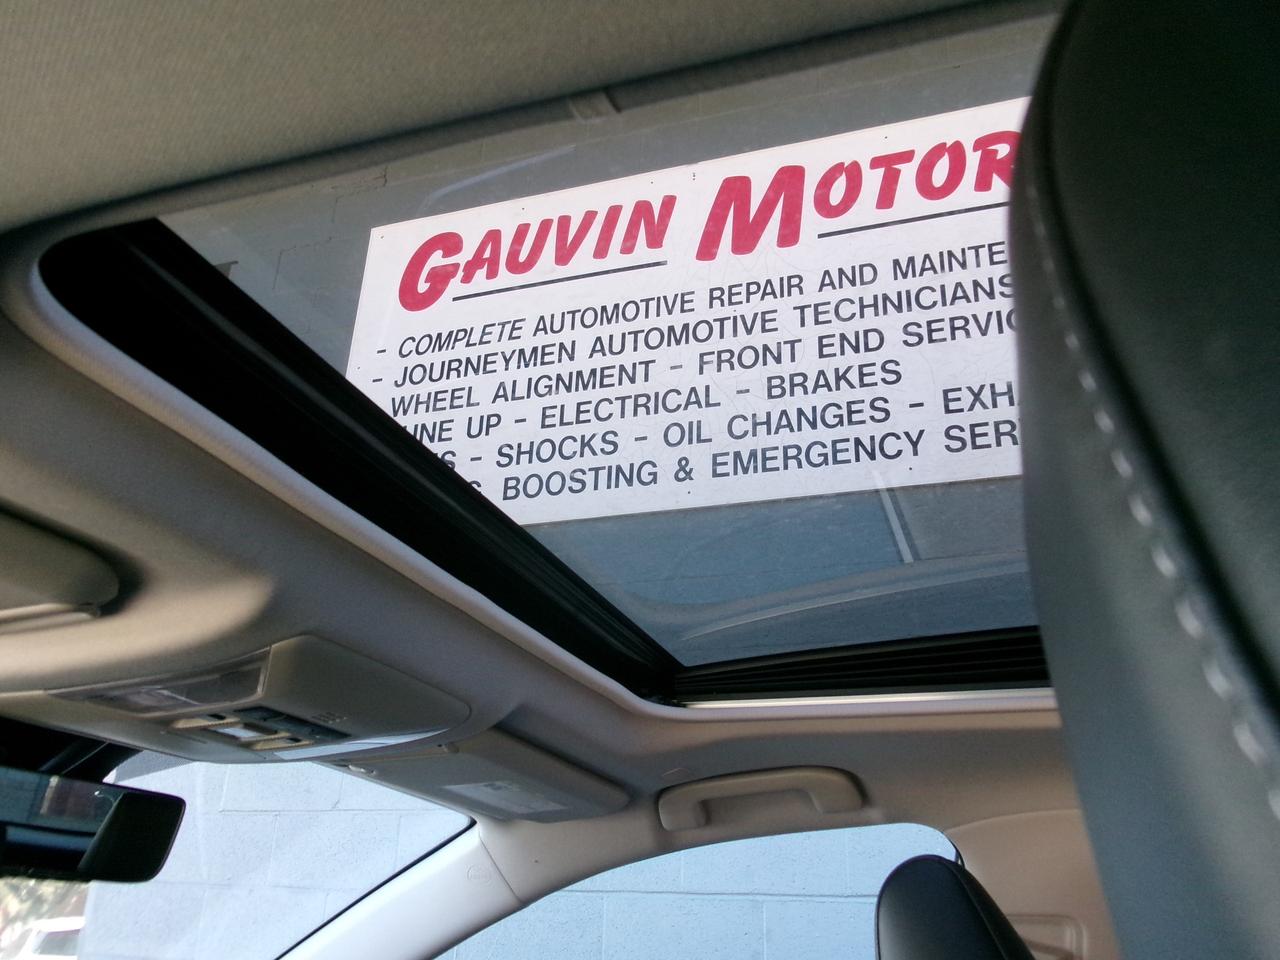 GAUVIN MOTOR
- COMPLETE AUTOMOTIVE REPAIR AND MAINTE
- JOURNEYMEN AUTOMOTIVE TECHNICIANS
WHEEL ALIGNMENT - FRONT END SERVIC
UNE UP - ELECTRICAL - BRAKES
S - SHOCKS - OIL CHANGES - EXH
S BOOSTING & EMERGENCY SER